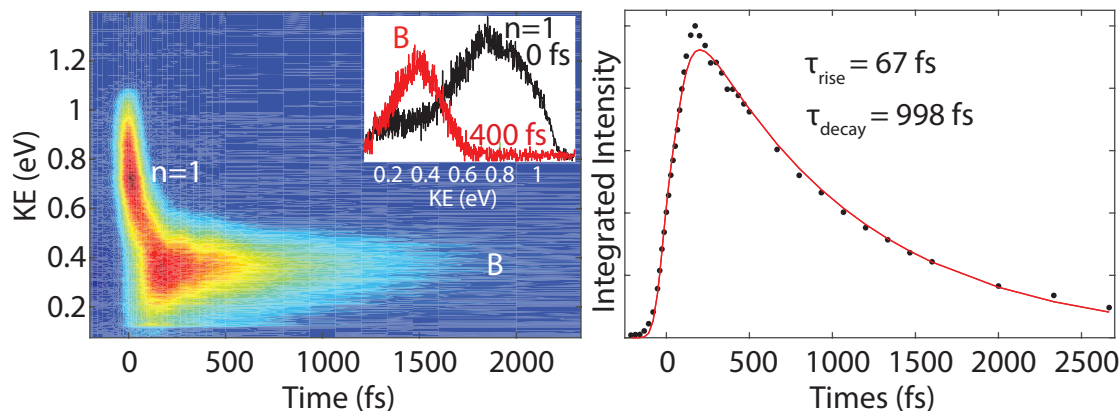 KE (eV)
1.2
1
0.8
0.6
0.4
0.2
n=1
B
0 500 1000 1500 2000
Time (fs)
B
n=1
0 fs
400 fs
0.2 0.4 0.6 0.8 1
KE (eV)
Integrated Intensity
τrise = 67 fs
τdecay = 998 fs
0 500 1000 1500 2000 2500
Times (fs)